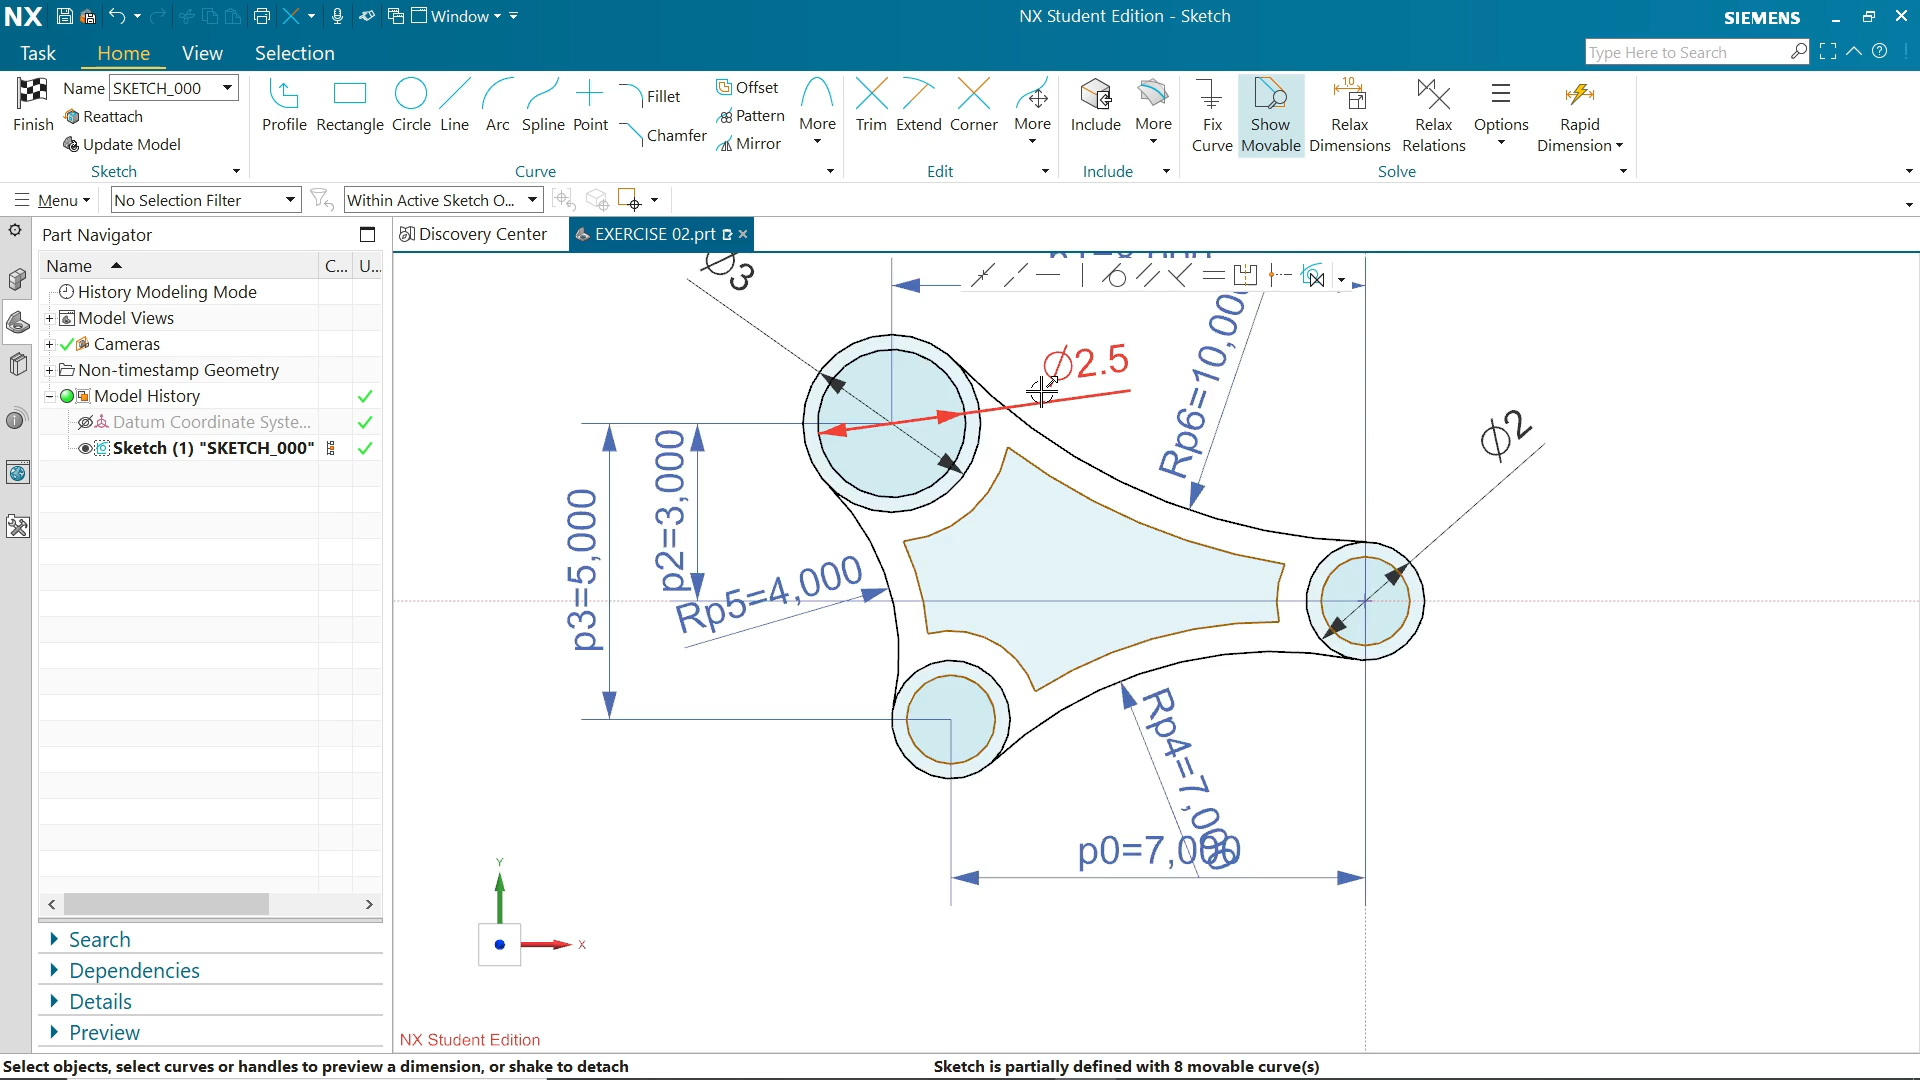 NX
Window
NX Student Edition - Sketch
SIEMENS
Task
Home
View
Selection
Type Here to Search
Finish
Name
SKETCH_000
Reattach
Update Model
Sketch
Profile
Rectangle
Circle
Line
Arc
Spline
Point
Fillet
Chamfer
Offset
Pattern
Mirror
More
Curve
Trim
Extend
Corner
More
Edit
Include
More
Include
Fix
Curve
Show
Movable
1.0
Relax
Dimensions
Relax
Relations
Options
Rapid
Dimension
Solve
Menu
No Selection Filter
Within Active Sketch O...
Part Navigator
Discovery Center
EXERCISE 02.prt
Name
C...
U...
History Modeling Mode
Model Views
Cameras
Non-timestamp Geometry
Model History
Datum Coordinate Syste...
Sketch (1) "SKETCH_000"
Search
Dependencies
Details
Preview
∅3
∅2.5
Rp6=10,000
∅2
p3=5,000
p2=3,000
Rp5=4,000
Rp4=7,000
p0=7,000
Y
X
NX Student Edition
Select objects, select curves or handles to preview a dimension, or shake to detach
Sketch is partially defined with 8 movable curve(s)